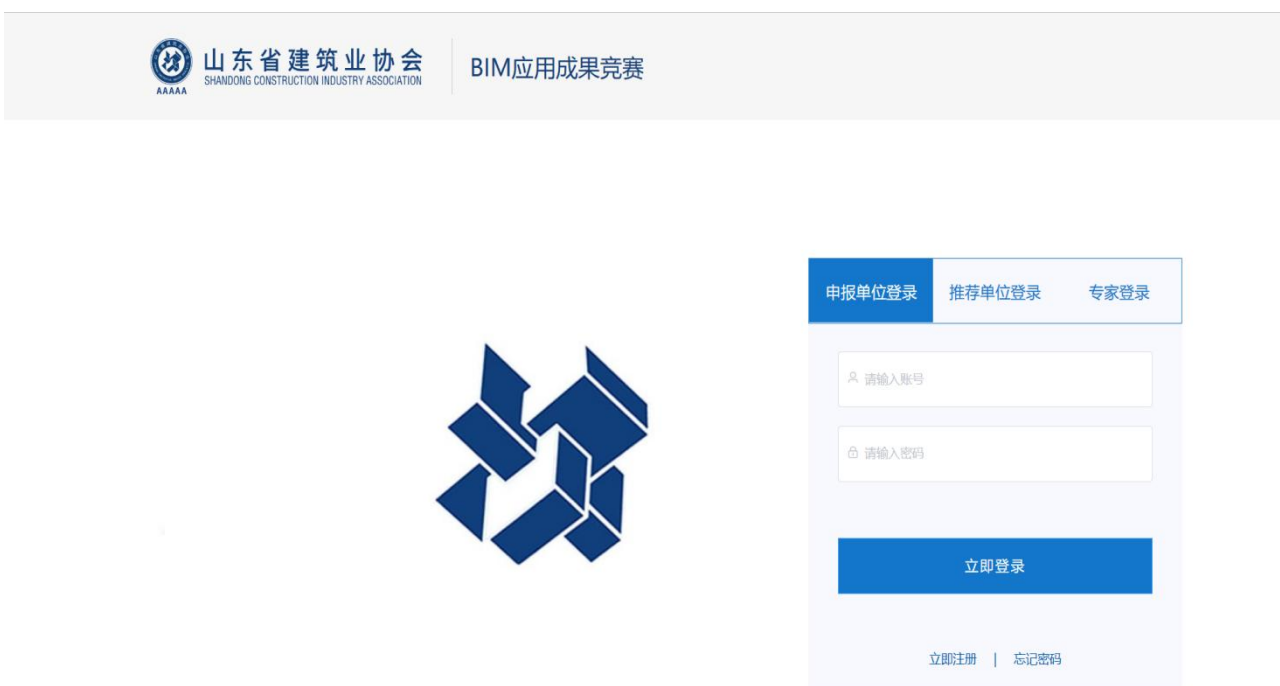 山东省建筑业协会
SHANDONG CONSTRUCTION INDUSTRY ASSOCIATION
AAAAA
BIM应用成果竞赛
申报单位登录 推荐单位登录 专家登录
请输入账号
请输入密码
立即登录
立即注册 | 忘记密码